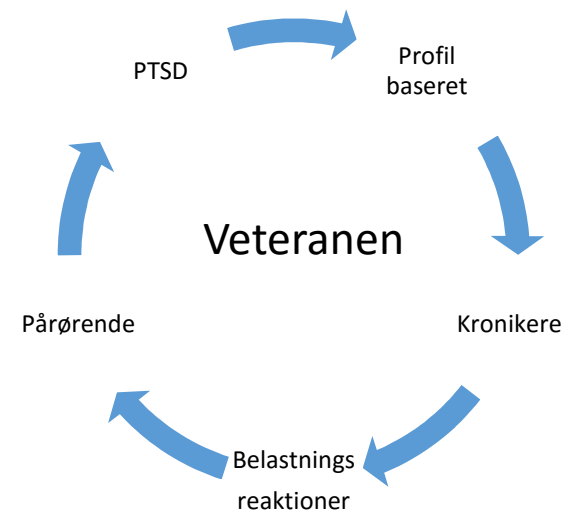 PTSD
Profil
baseret
Veteranen
Pårørende
Kronikere
Belastnings
reaktioner